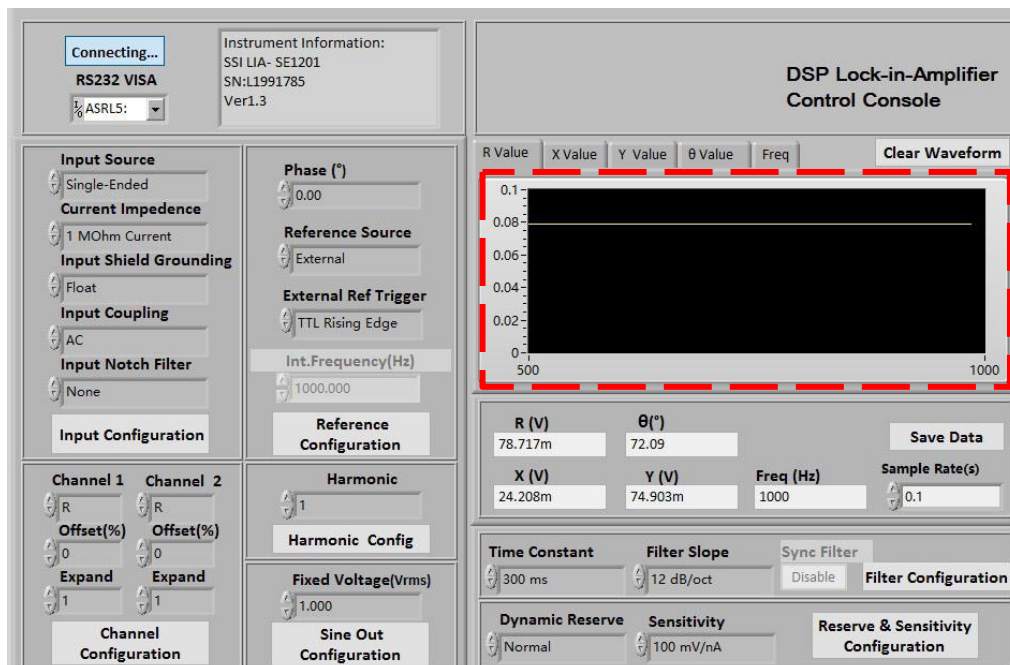 Connecting...
RS232 VISA
I/0 ASRL5:
Instrument Information:
SSI LIA- SE1201
SN:L1991785
Ver1.3
DSP Lock-in-Amplifier
Control Console
Input Source
Single-Ended
Current Impedence
1 MOhm Current
Input Shield Grounding
Float
Input Coupling
AC
Input Notch Filter
None
Input Configuration
Phase (°)
0.00
Reference Source
External
External Ref Trigger
TTL Rising Edge
Int.Frequency(Hz)
1000.000
Reference
Configuration
R Value X Value Y Value θ Value Freq Clear Waveform
0.1
0.08
0.06
0.04
0.02
0
500 1000
R (V) θ(°)
78.717m 72.09
Save Data
X (V) Y (V) Freq (Hz) Sample Rate(s)
24.208m 74.903m 1000 0.1
Channel 1 Channel 2
R R
Offset(%) Offset(%)
0 0
Expand Expand
1 1
Channel
Configuration
Harmonic
1
Harmonic Config
Fixed Voltage(Vrms)
1.000
Sine Out
Configuration
Time Constant Filter Slope Sync Filter
300 ms 12 dB/oct Disable Filter Configuration
Dynamic Reserve Sensitivity
Normal 100 mV/nA
Reserve & Sensitivity
Configuration